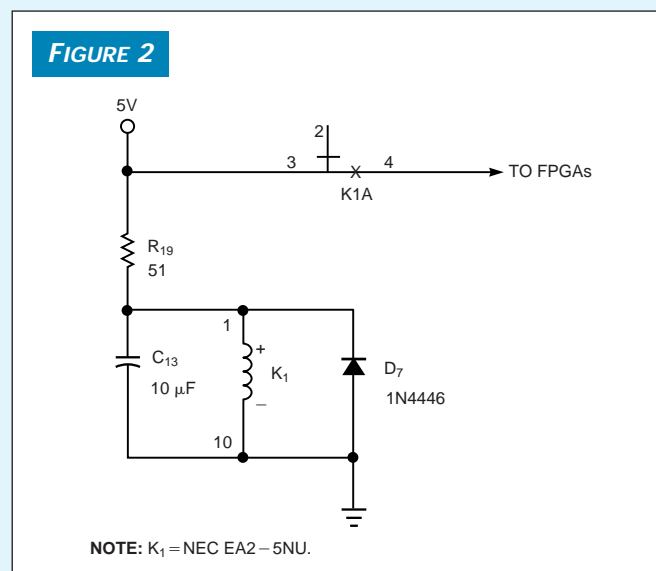 FIGURE 2
5V
2
3
4
TO FPGAs
K1A
R19
51
1
C13
10 μF
+
K1
–
D7
1N4446
10
NOTE: K1 = NEC EA2 – 5NU.